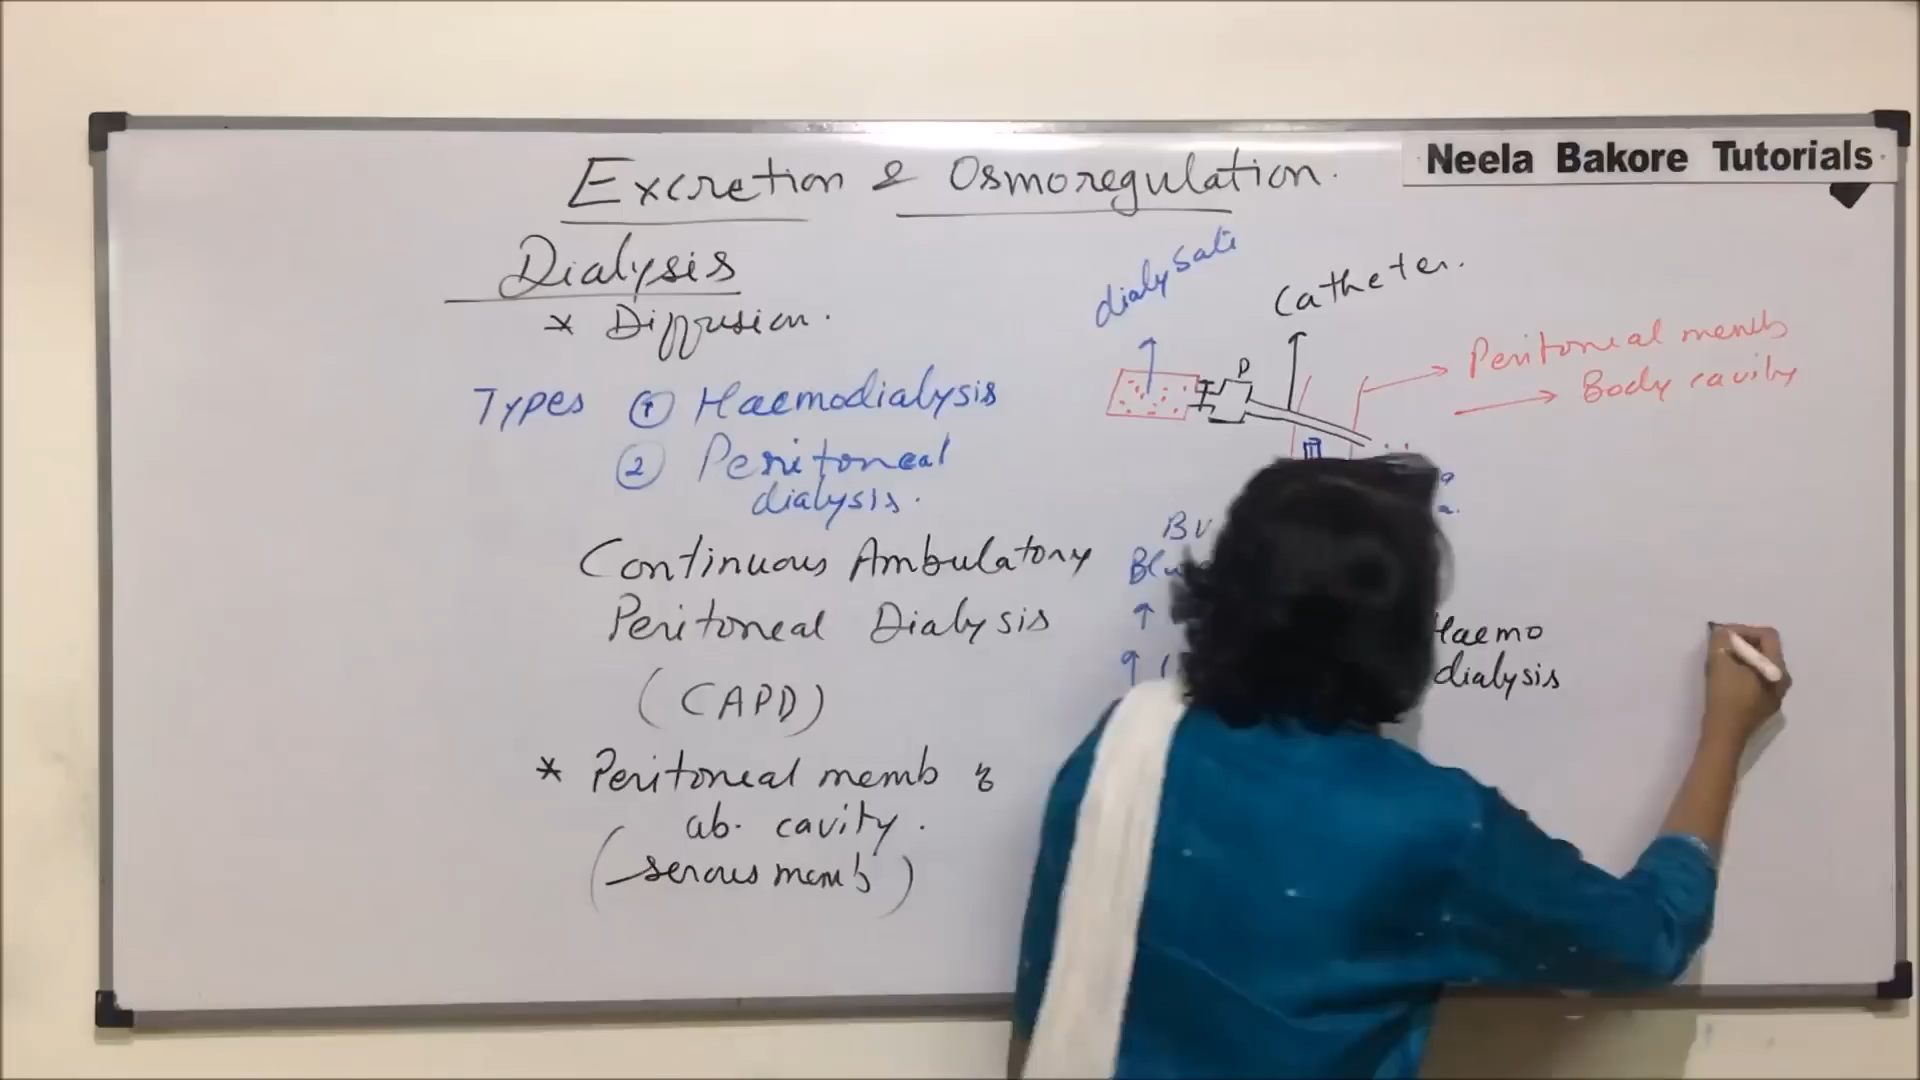 Neela Bakore Tutorials
Excretion & Osmoregulation.
Dialysis
* Diffusion.
Types ① Haemodialysis
② Peritoneal
dialysis.
Continuous Ambulatory
Peritoneal Dialysis
(CAPD)
* Peritoneal memb &
ab. cavity.
(serous memb)
dialysate
Catheter.
P
→ Peritoneal memb
→ Body cavity
Haemo
dialysis